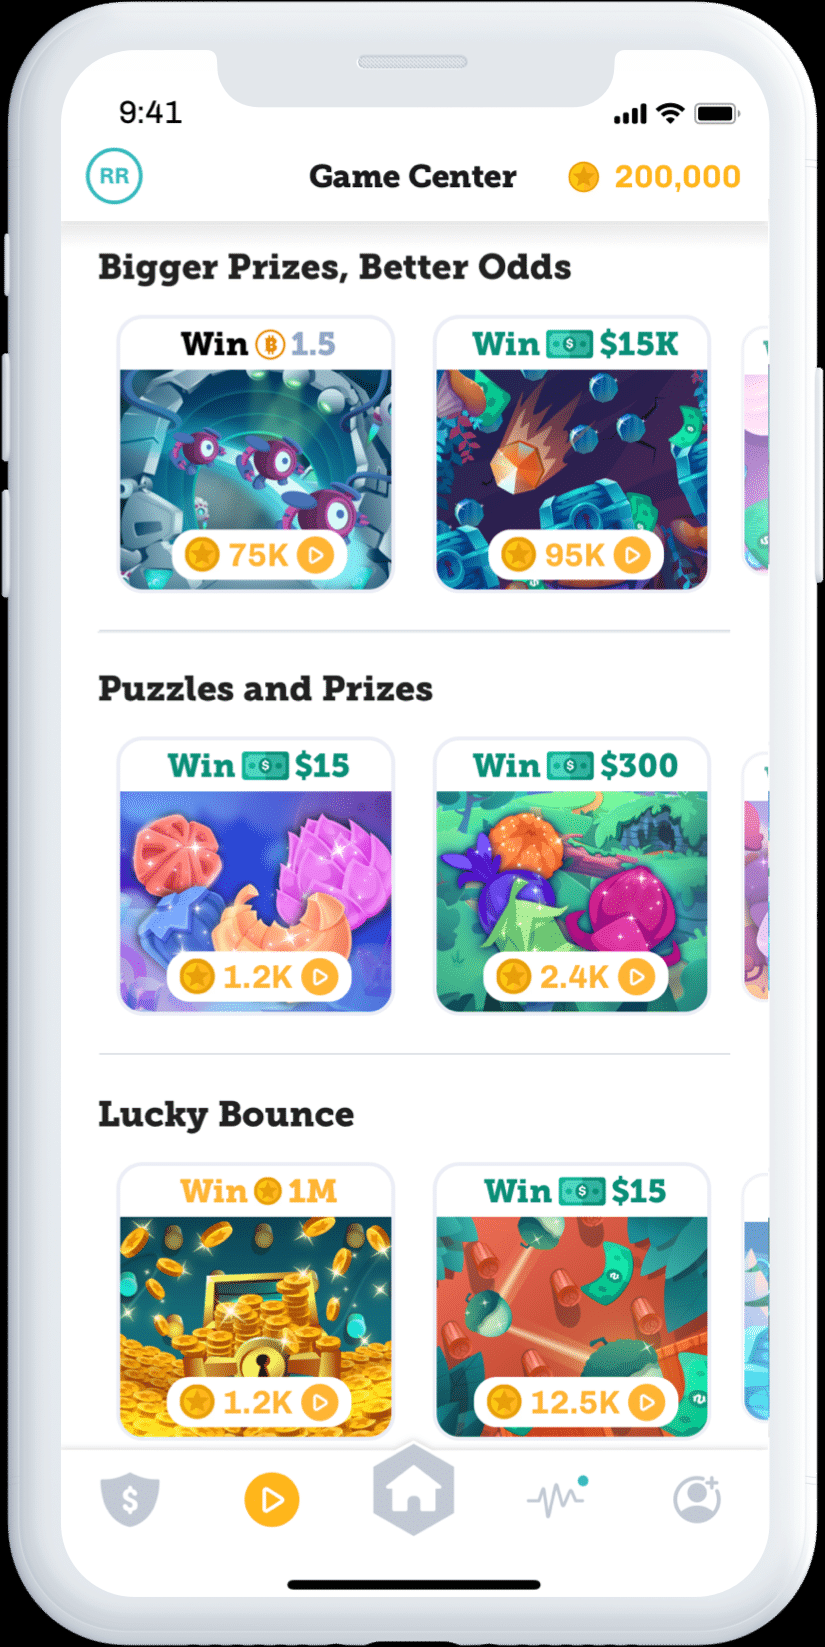 9:41
RR Game Center 200,000
Bigger Prizes, Better Odds
Win 1.5
Win $15K
75K
95K
Puzzles and Prizes
Win $15
Win $300
1.2K
2.4K
Lucky Bounce
Win 1M
Win $15
1.2K
12.5K